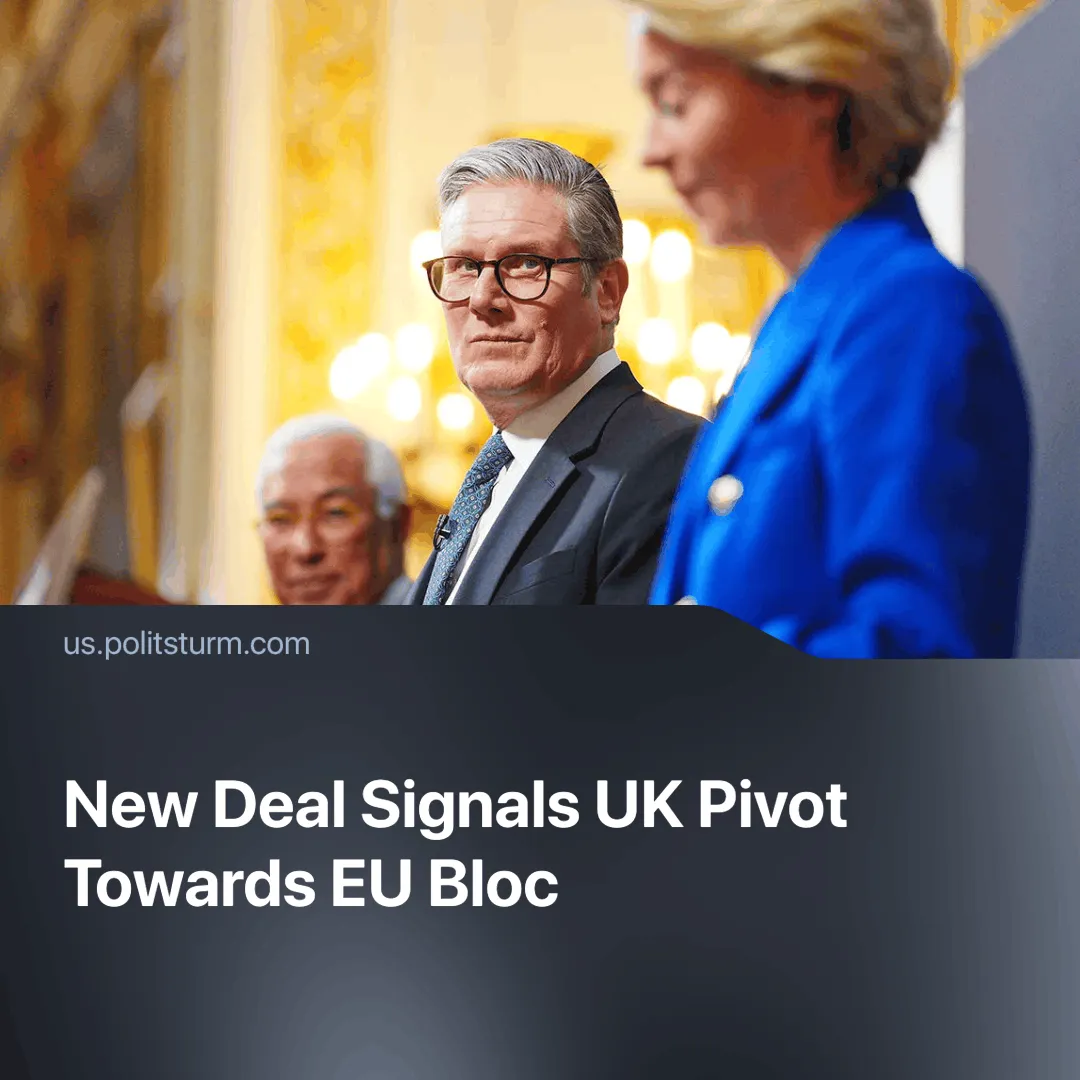 us.politsturm.com
New Deal Signals UK Pivot
Towards EU Bloc